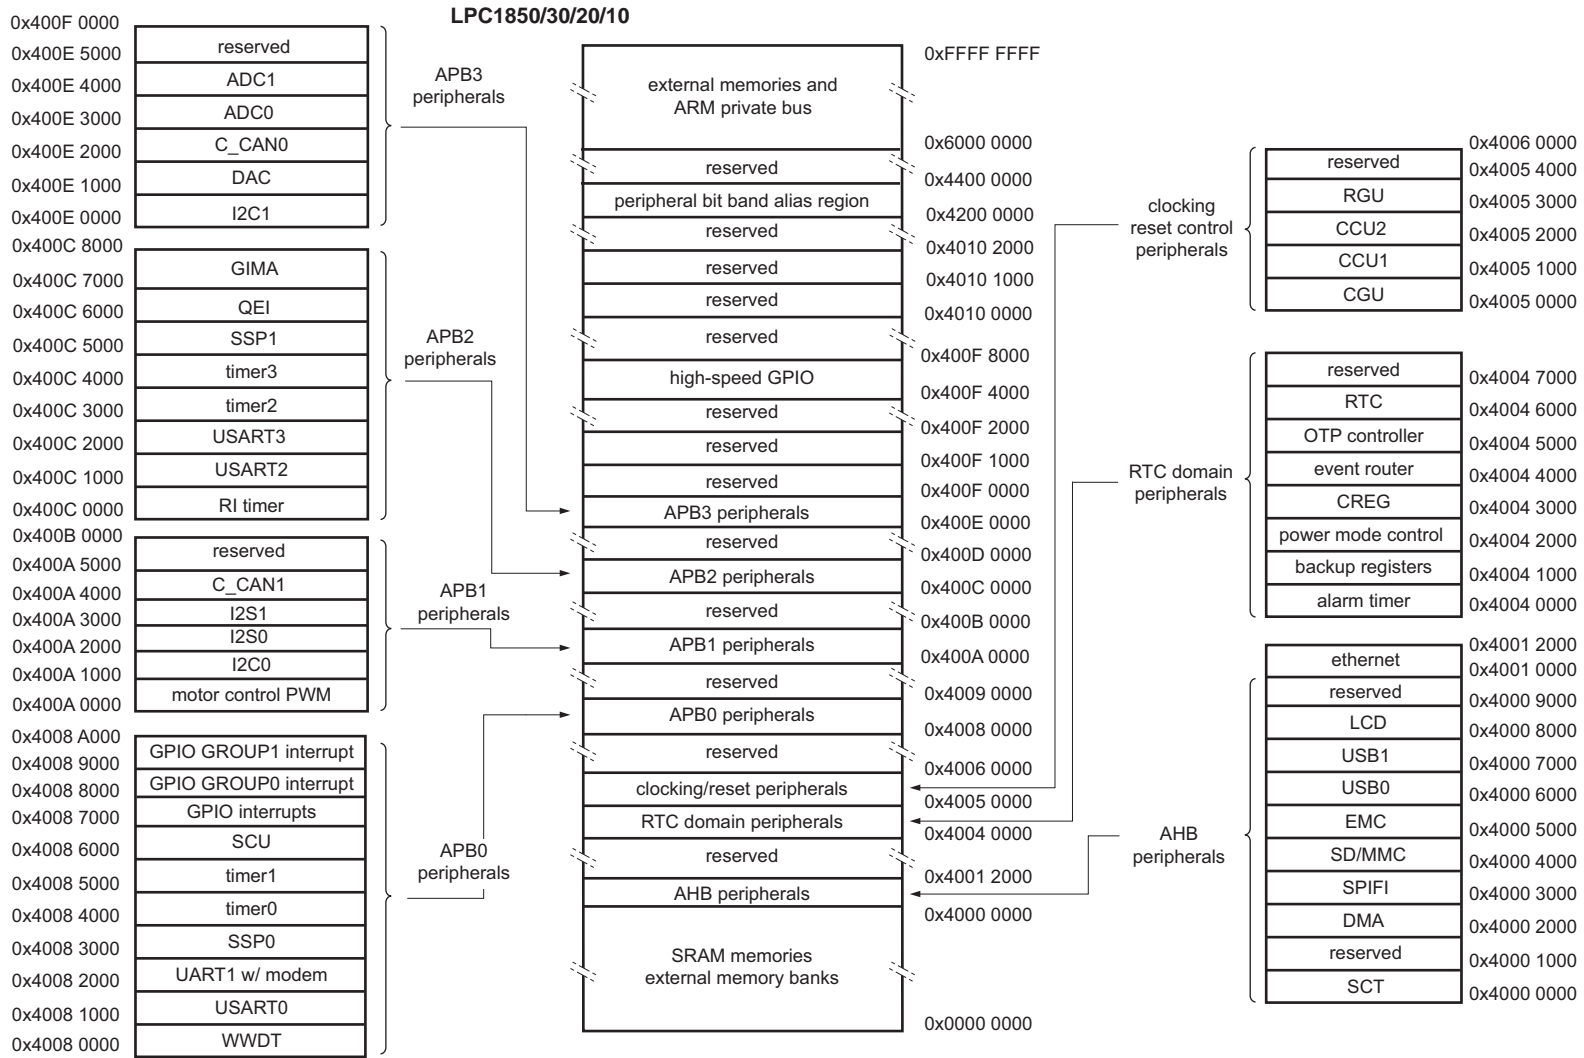 LPC1850/30/20/10
0x400F 0000
reserved
0x400E 5000
ADC1
0x400E 4000
ADC0
0x400E 3000
C_CAN0
0x400E 2000
DAC
0x400E 1000
I2C1
0x400E 0000
APB3
peripherals
0x400C 8000
GIMA
0x400C 7000
QEI
0x400C 6000
SSP1
0x400C 5000
timer3
0x400C 4000
timer2
0x400C 3000
USART3
0x400C 2000
USART2
0x400C 1000
RI timer
0x400C 0000
APB2
peripherals
0x400B 0000
reserved
0x400A 5000
C_CAN1
0x400A 4000
I2S1
0x400A 3000
I2S0
0x400A 2000
I2C0
0x400A 1000
motor control PWM
0x400A 0000
APB1
peripherals
0x4008 A000
GPIO GROUP1 interrupt
0x4008 9000
GPIO GROUP0 interrupt
0x4008 8000
GPIO interrupts
0x4008 7000
SCU
0x4008 6000
timer1
0x4008 5000
timer0
0x4008 4000
SSP0
0x4008 3000
UART1 w/ modem
0x4008 2000
USART0
0x4008 1000
WWDT
0x4008 0000
APB0
peripherals
0xFFFF FFFF
external memories and
ARM private bus
0x6000 0000
reserved
0x4400 0000
peripheral bit band alias region
0x4200 0000
reserved
0x4010 2000
reserved
0x4010 1000
reserved
0x4010 0000
reserved
0x400F 8000
high-speed GPIO
0x400F 4000
reserved
0x400F 2000
reserved
0x400F 1000
reserved
0x400F 0000
APB3 peripherals
0x400E 0000
reserved
0x400D 0000
APB2 peripherals
0x400C 0000
reserved
0x400B 0000
APB1 peripherals
0x400A 0000
reserved
0x4009 0000
APB0 peripherals
0x4008 0000
reserved
0x4006 0000
clocking/reset peripherals
0x4005 0000
RTC domain peripherals
0x4004 0000
reserved
0x4001 2000
AHB peripherals
0x4000 0000
SRAM memories
external memory banks
0x0000 0000
clocking
reset control
peripherals
0x4006 0000
reserved
0x4005 4000
RGU
0x4005 3000
CCU2
0x4005 2000
CCU1
0x4005 1000
CGU
0x4005 0000
RTC domain
peripherals
reserved
0x4004 7000
RTC
0x4004 6000
OTP controller
0x4004 5000
event router
0x4004 4000
CREG
0x4004 3000
power mode control
0x4004 2000
backup registers
0x4004 1000
alarm timer
0x4004 0000
AHB
peripherals
0x4001 2000
ethernet
0x4001 0000
reserved
0x4000 9000
LCD
0x4000 8000
USB1
0x4000 7000
USB0
0x4000 6000
EMC
0x4000 5000
SD/MMC
0x4000 4000
SPIFI
0x4000 3000
DMA
0x4000 2000
reserved
0x4000 1000
SCT
0x4000 0000